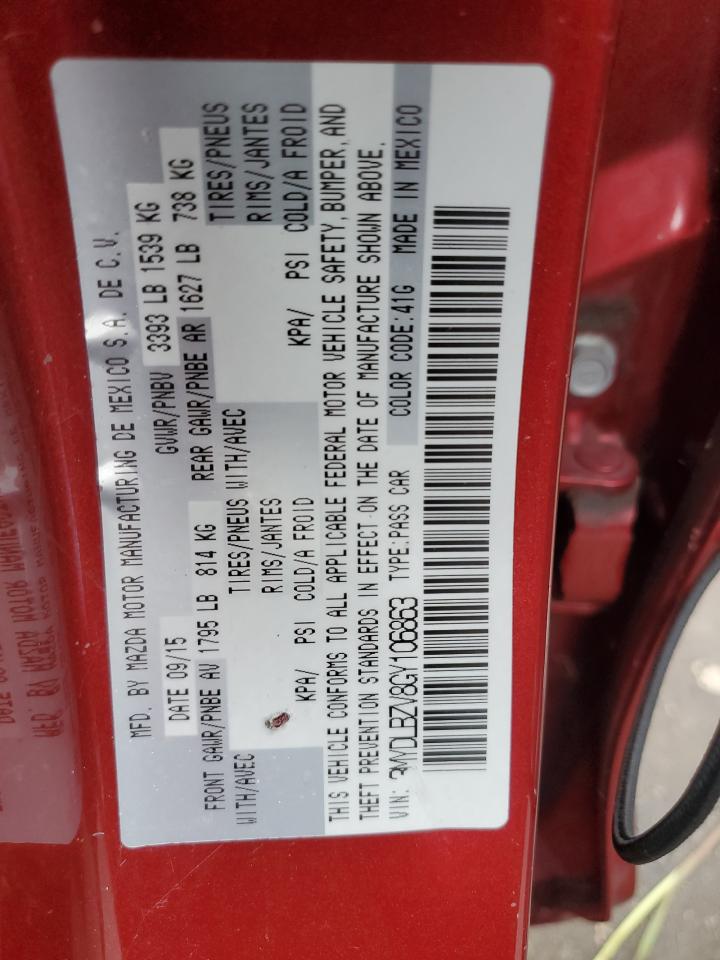 MFD. BY MAZDA MOTOR MANUFACTURING DE MEXICO S.A. DE C.V.
DATE 09/15 GVWR/PNBV 3393 LB 1539 KG
FRONT GAWR/PNBE AV 1795 LB 814 KG REAR GAWR/PNBE AR 1627 LB 738 KG
WITH/AVEC TIRES/PNEUS WITH/AVEC TIRES/PNEUS
RIMS/JANTES RIMS/JANTES
KPA/ PSI COLD/A FROID KPA/ PSI COLD/A FROID
THIS VEHICLE CONFORMS TO ALL APPLICABLE FEDERAL MOTOR VEHICLE SAFETY, BUMPER, AND
THEFT PREVENTION STANDARDS IN EFFECT ON THE DATE OF MANUFACTURE SHOWN ABOVE.
VIN: 3MYDLBZV8GY106863 TYPE:PASS CAR COLOR CODE:41G MADE IN MEXICO